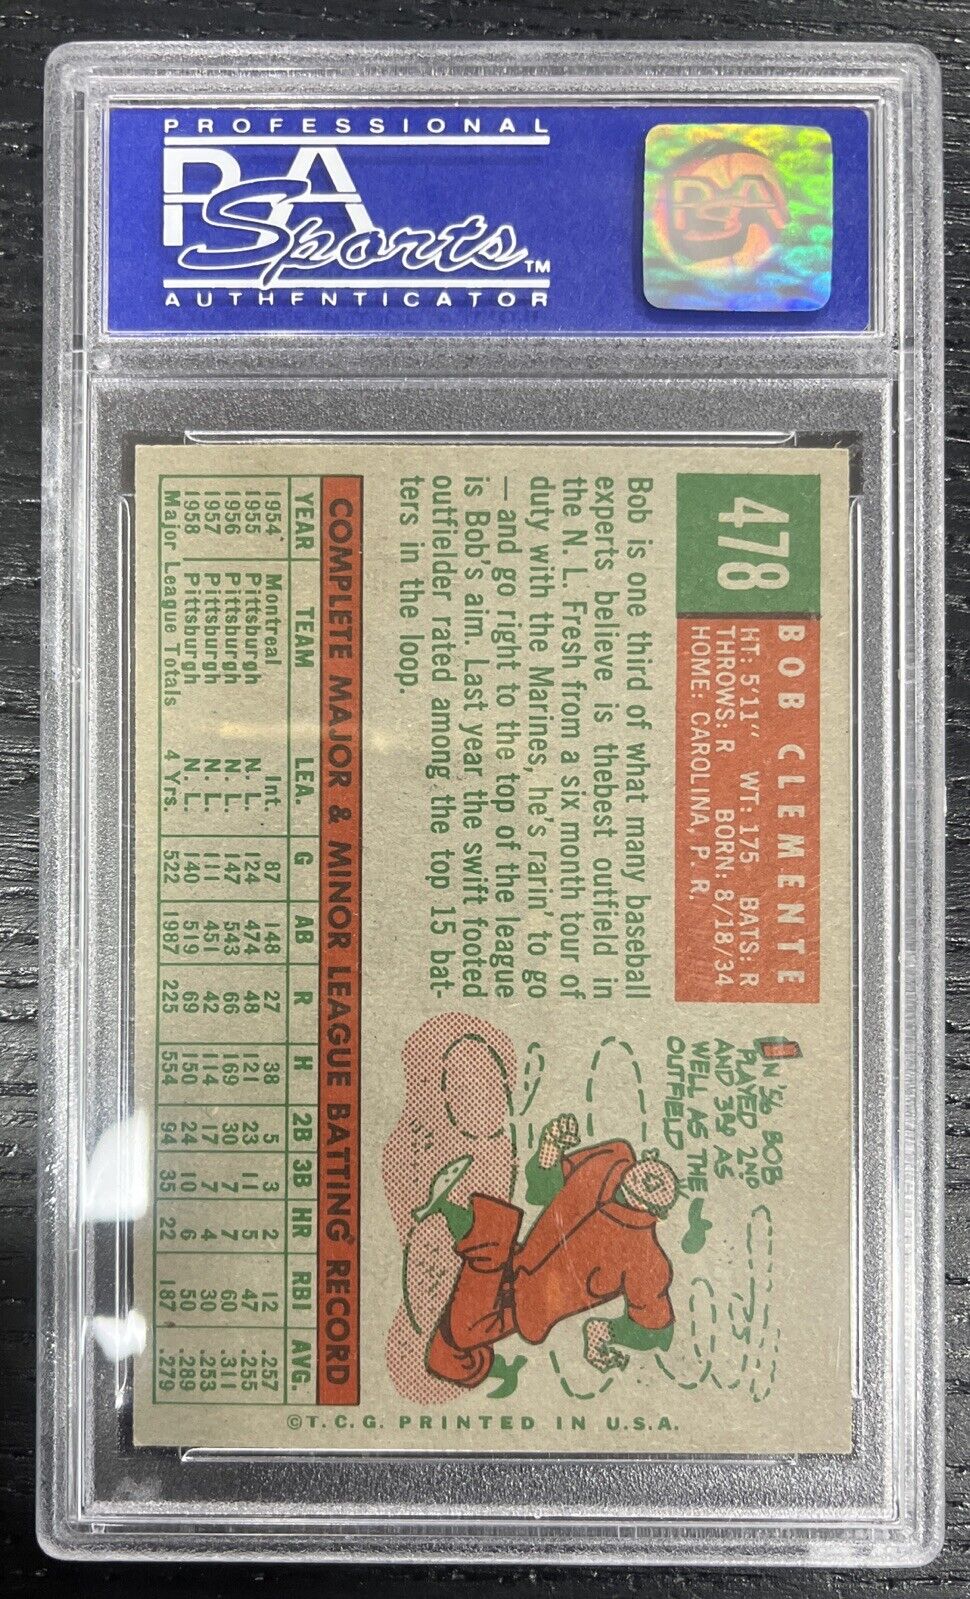 PROFESSIONAL
PSA
Sports™
AUTHENTICATOR
PSA
478
BOB CLEMENTE
HT: 5'11" WT: 175 BATS: R
THROWS: R BORN: 8/18/34
HOME: CAROLINA, P. R.
Bob is one third of what many baseball
experts believe is thebest outfield in
the N. L. Fresh from a six month tour of
duty with the Marines, he's rarin' to go
—and go right to the top of the league
is Bob's aim. Last year the swift footed
outfielder rated among the top 15 bat-
ters in the loop.
IN '56 BOB
PLAYED 2ND
AND 3RD AS
WELL AS THE
OUTFIELD
COMPLETE MAJOR & MINOR LEAGUE BATTING RECORD
YEAR TEAM LEA. G AB R H 2B 3B HR RBI AVG.
1954 Montreal Int. 87 148 27 38 5 3 2 12 .257
1955 Pittsburgh N. L. 124 474 48 121 23 11 5 47 .255
1956 Pittsburgh N. L. 147 543 66 169 30 7 7 60 .311
1957 Pittsburgh N. L. 111 451 42 114 17 7 4 30 .253
1958 Pittsburgh N. L. 140 519 69 150 24 10 6 50 .289
Major League Totals 4 Yrs. 522 1987 225 554 94 35 22 187 .279
©T. C. G. PRINTED IN U.S.A.